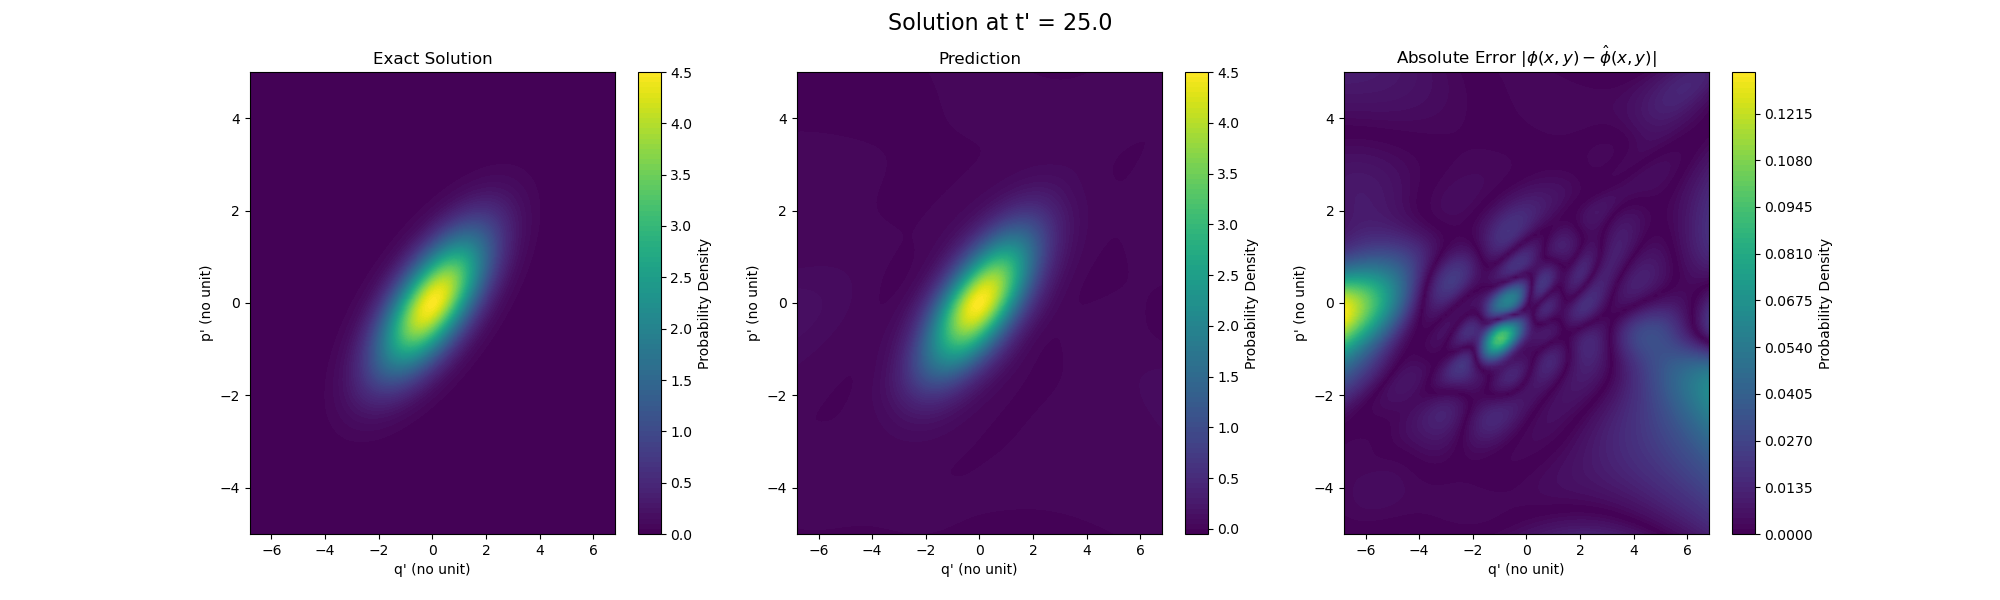 Solution at t' = 25.0
Exact Solution
4
2
0
−2
−4
p' (no unit)
−6 −4 −2 0 2 4 6
q' (no unit)
4.5
4.0
3.5
3.0
2.5
2.0
1.5
1.0
0.5
0.0
Probability Density
Prediction
4
2
0
−2
−4
p' (no unit)
−6 −4 −2 0 2 4 6
q' (no unit)
4.5
4.0
3.5
3.0
2.5
2.0
1.5
1.0
0.5
0.0
Probability Density
Absolute Error |ϕ(x, y) − ϕ̂(x, y)|
4
2
0
−2
−4
p' (no unit)
−6 −4 −2 0 2 4 6
q' (no unit)
0.1215
0.1080
0.0945
0.0810
0.0675
0.0540
0.0405
0.0270
0.0135
0.0000
Probability Density